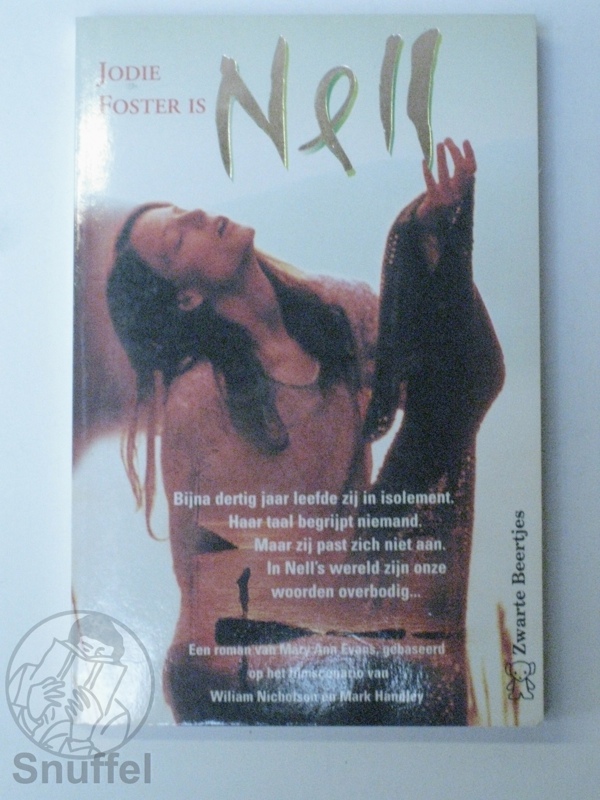 JODIE
FOSTER IS
Nell
Bijna dertig jaar leefde zij in isolement.
Haar taal begrijpt niemand.
Maar zij past zich niet aan.
In Nell's wereld zijn onze
woorden overbodig...
Een roman van Mary Ann Evans, gebaseerd
op het filmscenario van
Wiliam Nicholson en Mark Handley
Zwarte Beertjes
Snuffel